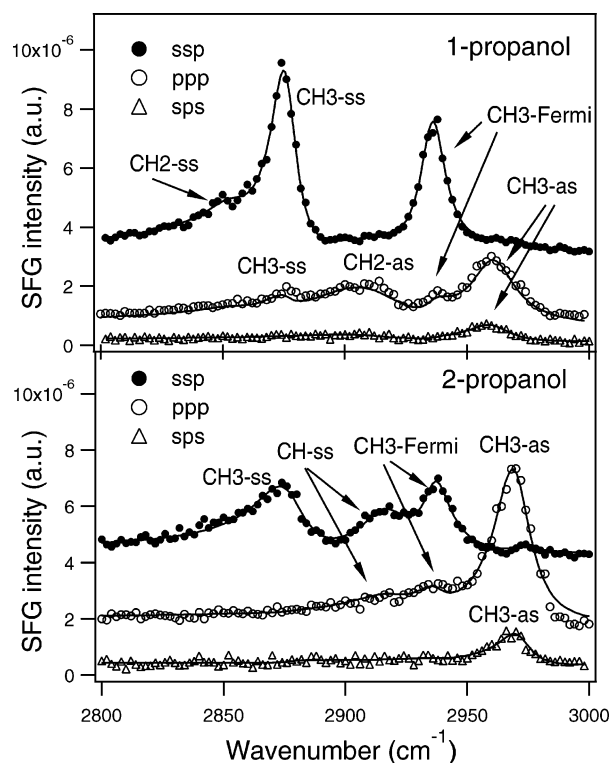 10x10-6
1-propanol
ssp
ppp
sps
CH3-ss
CH3-Fermi
CH2-ss
CH3-as
CH3-ss
CH2-as
8
6
4
2
0
SFG intensity (a.u.)
10x10-6
2-propanol
ssp
ppp
sps
CH3-ss
CH-ss
CH3-Fermi
CH3-as
CH3-as
8
6
4
2
0
SFG intensity (a.u.)
2800
2850
2900
2950
3000
Wavenumber (cm-1)